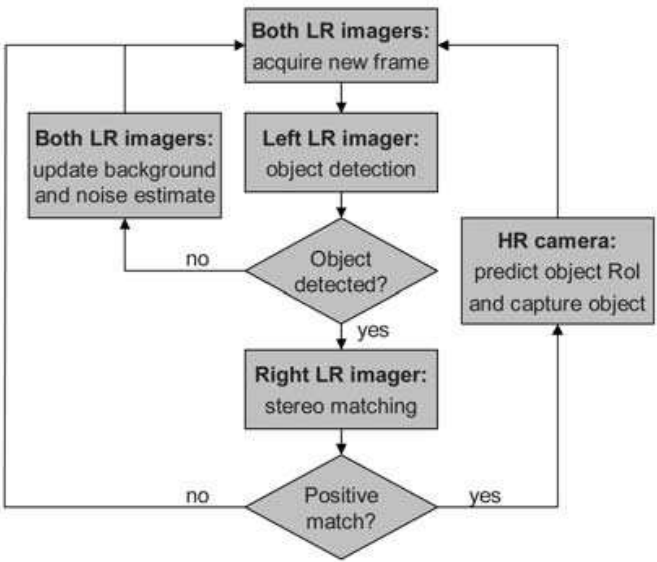 Both LR imagers:
acquire new frame
Both LR imagers:
update background
and noise estimate
Left LR imager:
object detection
HR camera:
predict object RoI
and capture object
no
Object
detected?
yes
Right LR imager:
stereo matching
no
Positive
match?
yes